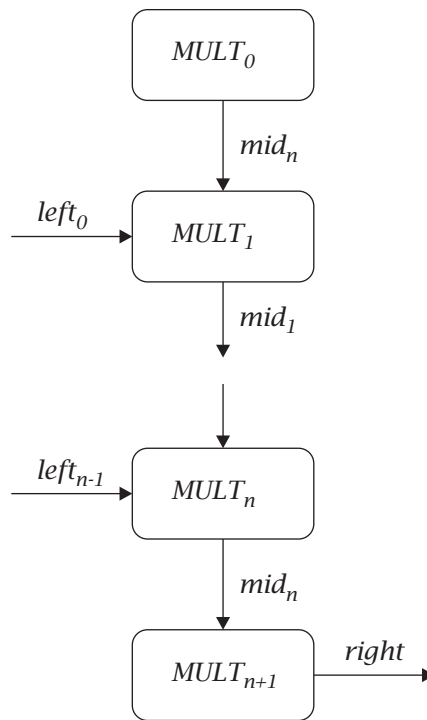 MULT₀
midₙ
left₀
MULT₁
mid₁
leftₙ₋₁
MULTₙ
midₙ
MULTₙ₊₁
right